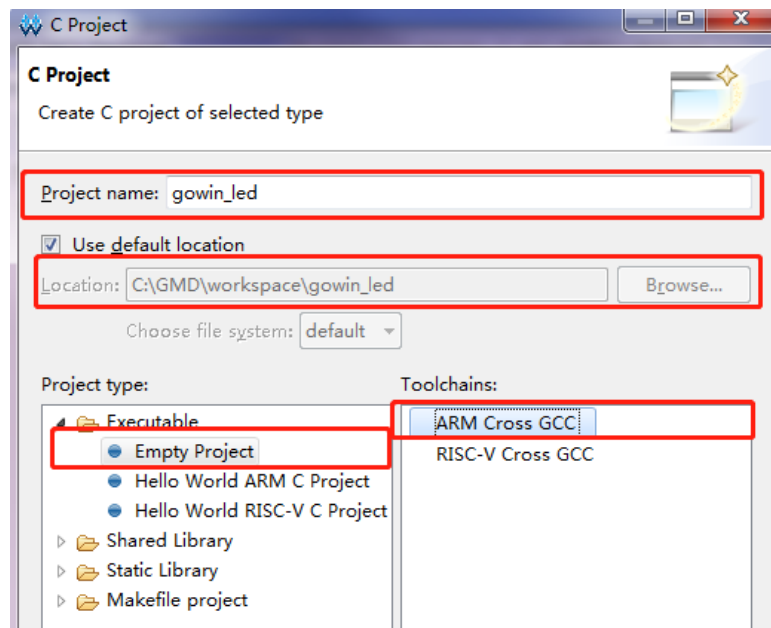 C Project
C Project
Create C project of selected type
Project name: gowin_led
Use default location
Location: C:\GMD\workspace\gowin_led Browse...
Choose file system: default
Project type: Toolchains:
Executable ARM Cross GCC
Empty Project RISC-V Cross GCC
Hello World ARM C Project
Hello World RISC-V C Project
Shared Library
Static Library
Makefile project